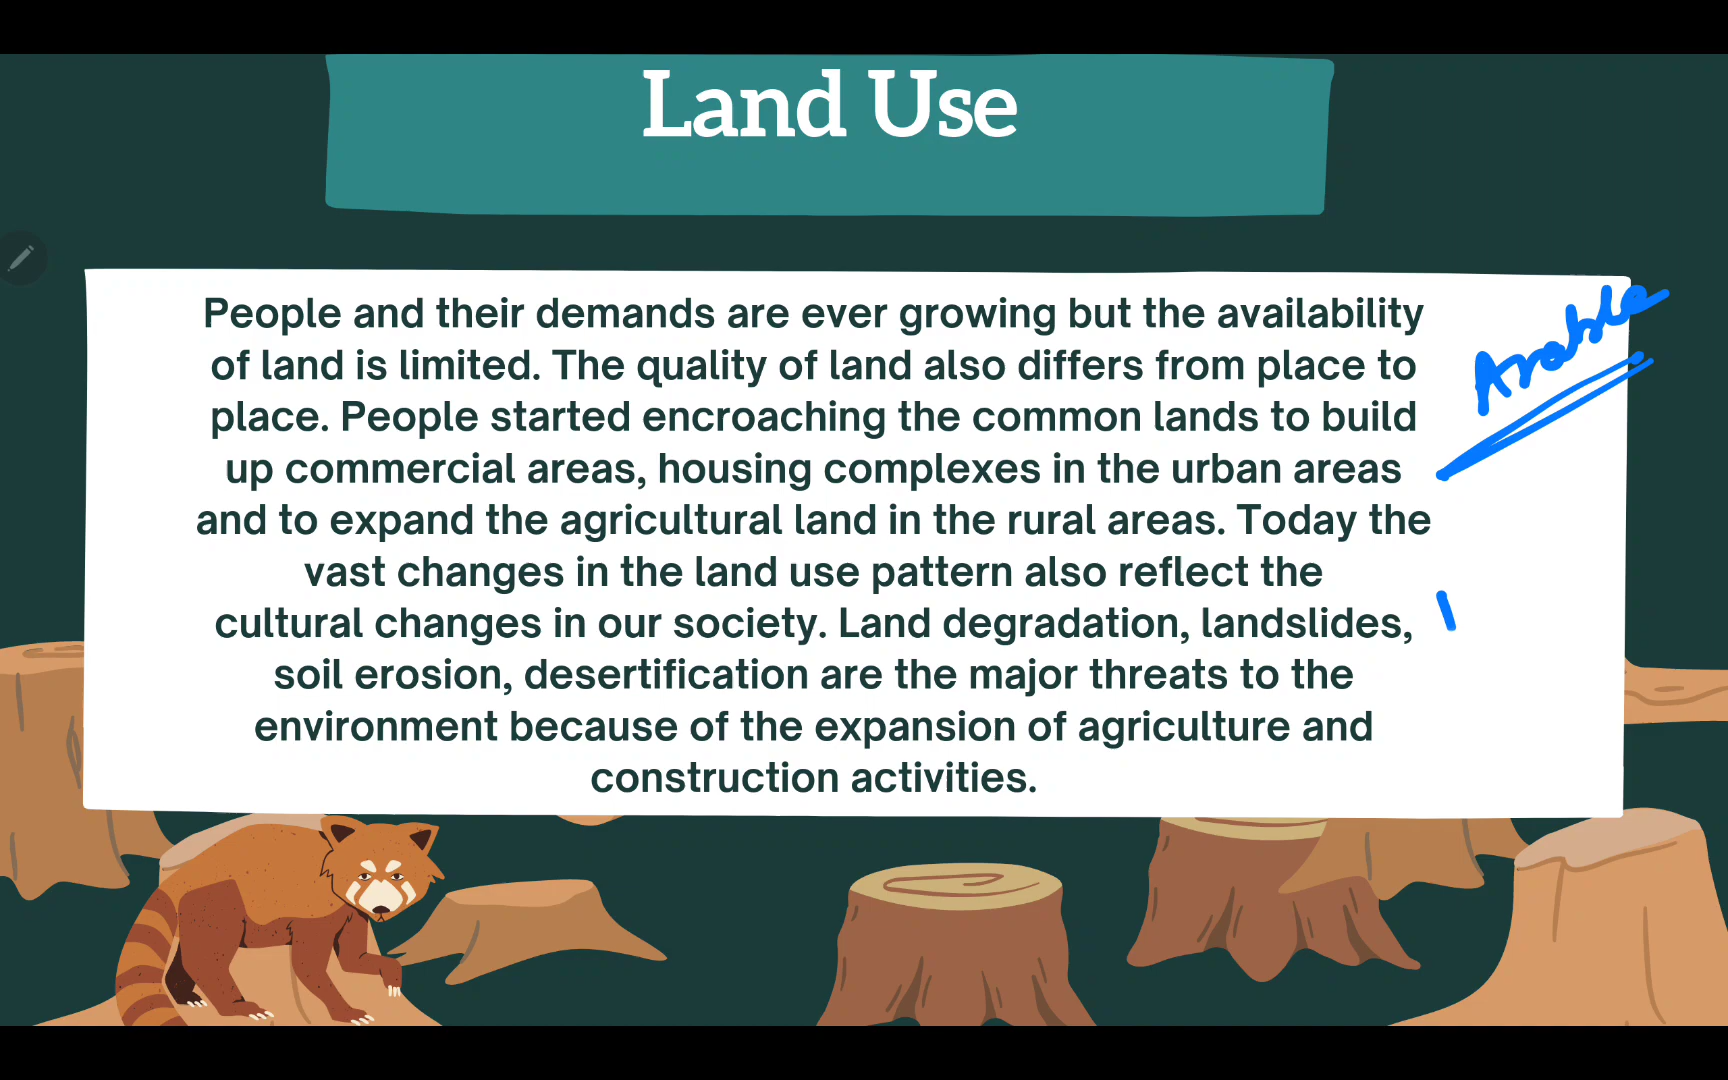 Land Use
People and their demands are ever growing but the availability
of land is limited. The quality of land also differs from place to
place. People started encroaching the common lands to build
up commercial areas, housing complexes in the urban areas
and to expand the agricultural land in the rural areas. Today the
vast changes in the land use pattern also reflect the
cultural changes in our society. Land degradation, landslides,
soil erosion, desertification are the major threats to the
environment because of the expansion of agriculture and
construction activities.
Arable